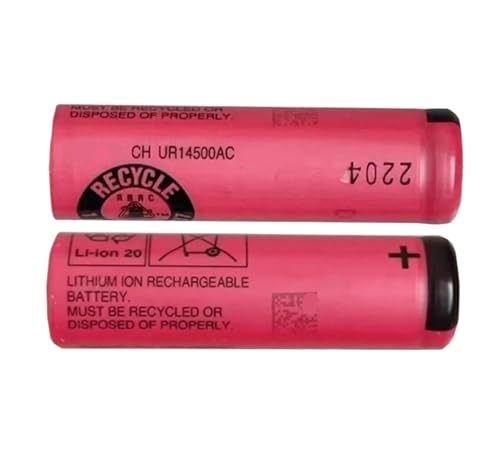 MUST BE RECYCLED OR
DISPOSED OF PROPERLY.
CH UR14500AC
RECYCLE
RBRC
2204
Li-ion 20
+
LITHIUM ION RECHARGEABLE
BATTERY.
MUST BE RECYCLED OR
DISPOSED OF PROPERLY.